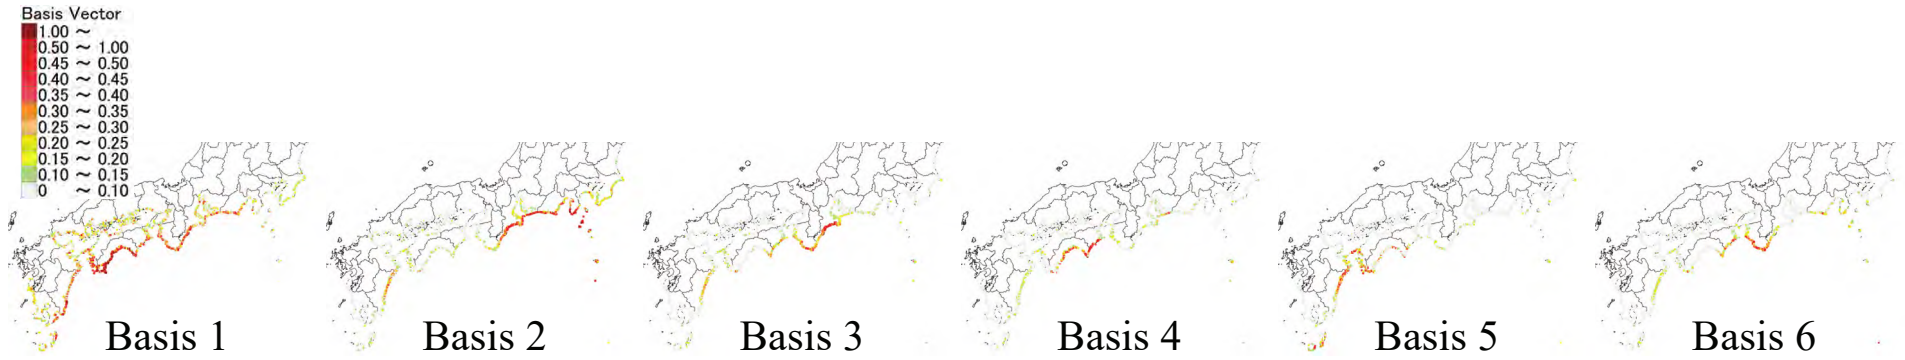 Basis Vector
1.00 ～
0.50 ～ 1.00
0.45 ～ 0.50
0.40 ～ 0.45
0.35 ～ 0.40
0.30 ～ 0.35
0.25 ～ 0.30
0.20 ～ 0.25
0.15 ～ 0.20
0.10 ～ 0.15
0 ～ 0.10
Basis 1
Basis 2
Basis 3
Basis 4
Basis 5
Basis 6